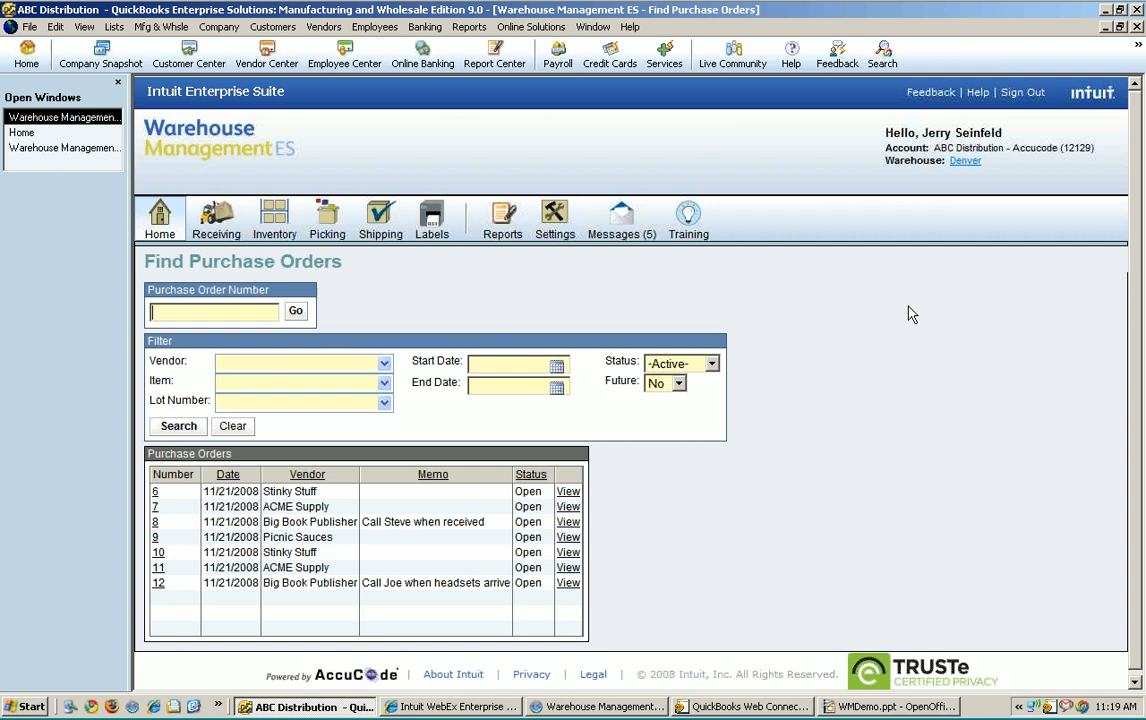 ABC Distribution - QuickBooks Enterprise Solutions: Manufacturing and Wholesale Edition 9.0 - [Warehouse Management ES - Find Purchase Orders]
File Edit View Lists Mfg & Whsle Company Customers Vendors Employees Banking Reports Online Solutions Window Help
Home Company Snapshot Customer Center Vendor Center Employee Center Online Banking Report Center Payroll Credit Cards Services Live Community Help Feedback Search
Open Windows
Warehouse Managemen...
Home
Warehouse Managemen...
Intuit Enterprise Suite
Feedback | Help | Sign Out
intuit.
Warehouse
ManagementES
Hello, Jerry Seinfeld
Account: ABC Distribution - Accucode (12129)
Warehouse: Denver
Home Receiving Inventory Picking Shipping Labels Reports Settings Messages (5) Training
Find Purchase Orders
Purchase Order Number
Go
Filter
Vendor: Start Date: Status: -Active-
Item: End Date: Future: No
Lot Number:
Search Clear
Purchase Orders
Number Date Vendor Memo Status
6 11/21/2008 Stinky Stuff Open View
7 11/21/2008 ACME Supply Open View
8 11/21/2008 Big Book Publisher Call Steve when received Open View
9 11/21/2008 Picnic Sauces Open View
10 11/21/2008 Stinky Stuff Open View
11 11/21/2008 ACME Supply Open View
12 11/21/2008 Big Book Publisher Call Joe when headsets arrive Open View
Powered by AccuCode | About Intuit | Privacy | Legal | © 2008 Intuit, Inc. All Rights Reserved.
TRUSTe
CERTIFIED PRIVACY
Start » ABC Distribution - Qui... Intuit WebEx Enterprise ... Warehouse Management... QuickBooks Web Connec... WMDemo.ppt - OpenOffi... « 11:19 AM